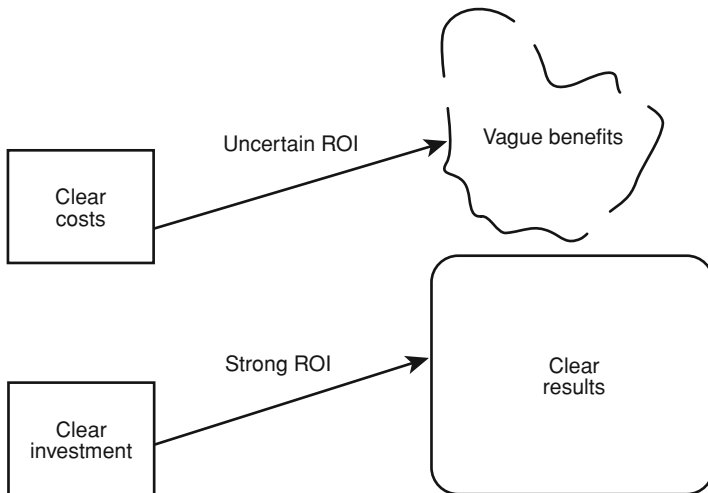 Uncertain ROI
Vague benefits
Clear
costs
Strong ROI
Clear
results
Clear
investment